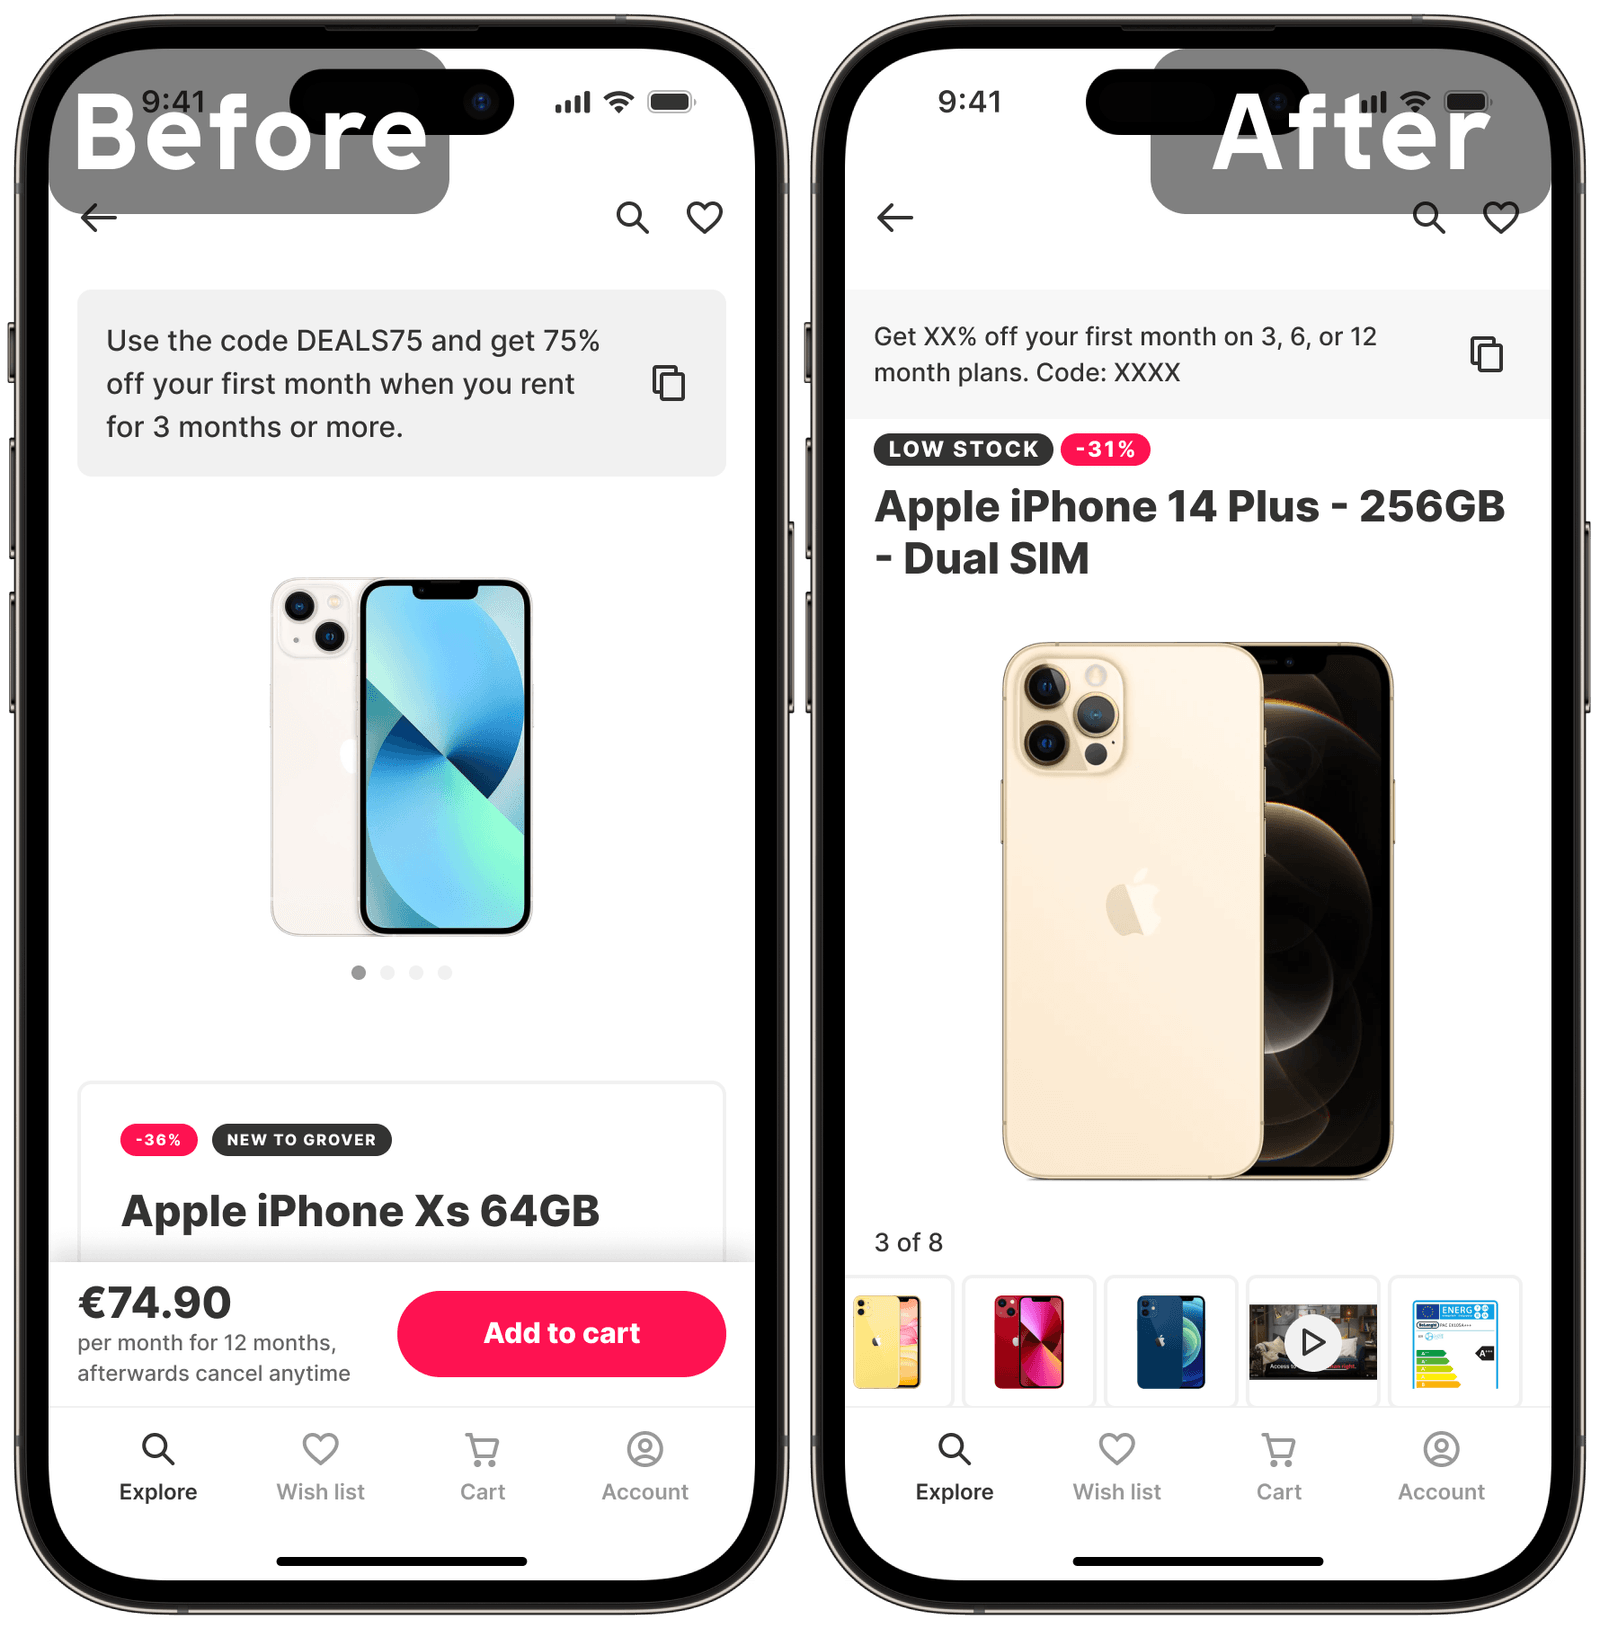 Before
9:41
Use the code DEALS75 and get 75%
off your first month when you rent
for 3 months or more.
-36%
NEW TO GROVER
Apple iPhone Xs 64GB
€74.90
per month for 12 months,
afterwards cancel anytime
Add to cart
Explore
Wish list
Cart
Account
After
9:41
Get XX% off your first month on 3, 6, or 12
month plans. Code: XXXX
LOW STOCK
-31%
Apple iPhone 14 Plus - 256GB
- Dual SIM
3 of 8
Access to
right.
ENERG
DeLonghi
Explore
Wish list
Cart
Account